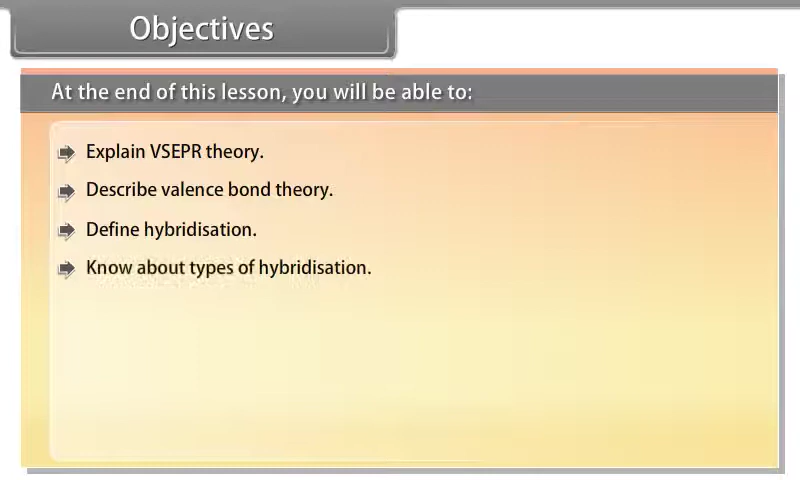 Objectives
At the end of this lesson, you will be able to:
Explain VSEPR theory.
Describe valence bond theory.
Define hybridisation.
Know about types of hybridisation.